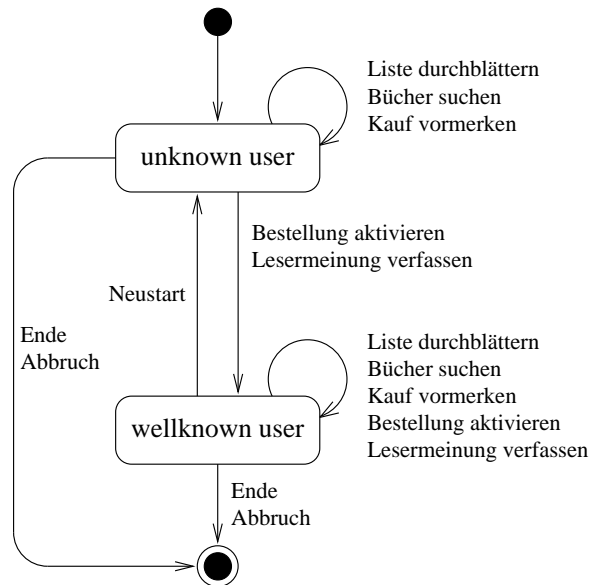 Liste durchblättern
Bücher suchen
Kauf vormerken
unknown user
Bestellung aktivieren
Lesermeinung verfassen
Neustart
Ende
Abbruch
Liste durchblättern
Bücher suchen
Kauf vormerken
Bestellung aktivieren
Lesermeinung verfassen
wellknown user
Ende
Abbruch